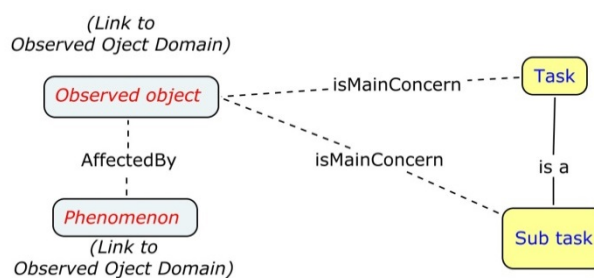 (Link to
Observed Oject Domain)
Observed object
isMainConcern
Task
AffectedBy
isMainConcern
is a
Phenomenon
Sub task
(Link to
Observed Oject Domain)